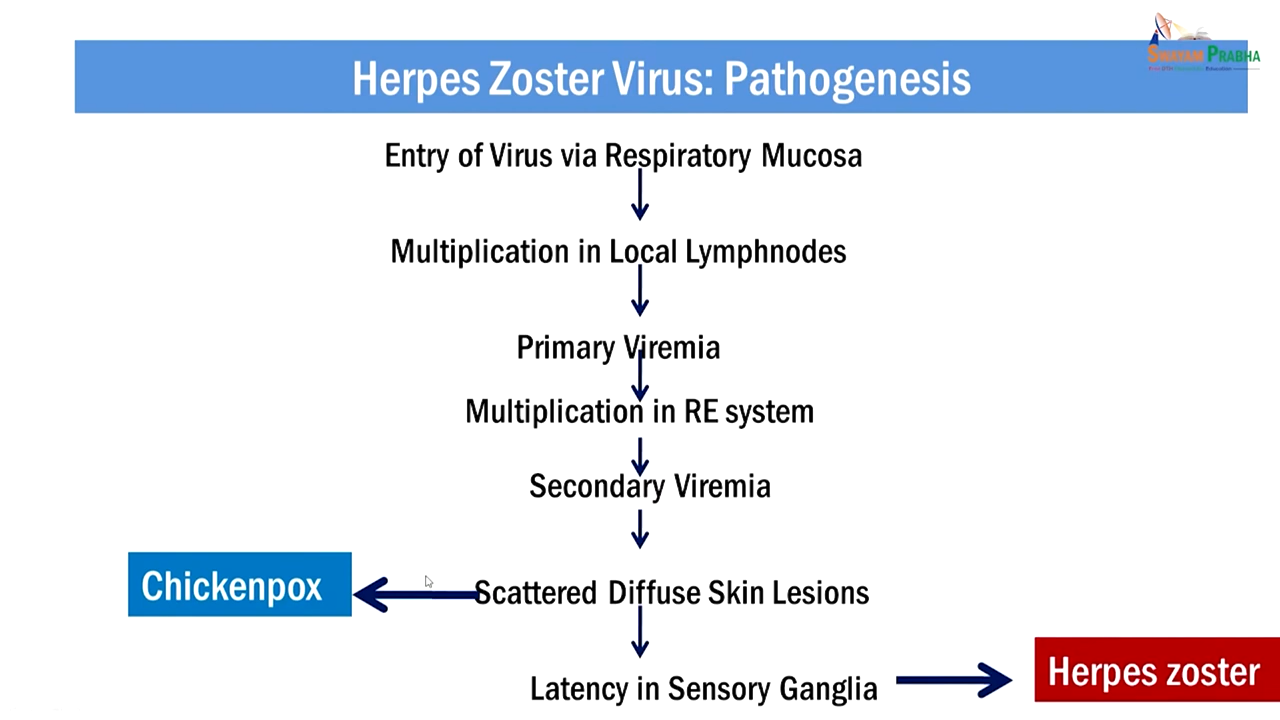 SWAYAM PRABHA
Herpes Zoster Virus: Pathogenesis
Entry of Virus via Respiratory Mucosa
Multiplication in Local Lymphnodes
Primary Viremia
Multiplication in RE system
Secondary Viremia
Chickenpox
Scattered Diffuse Skin Lesions
Latency in Sensory Ganglia
Herpes zoster